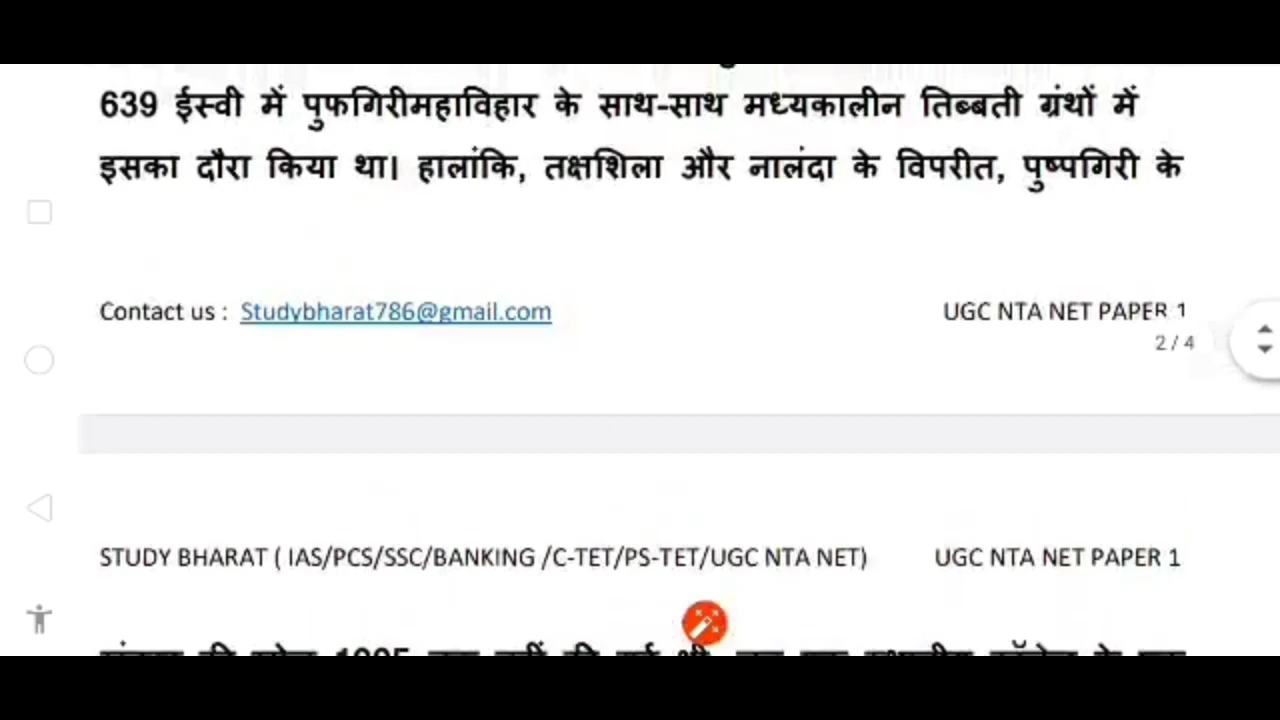 639 ईस्वी में पुफगिरीमहाविहार के साथ-साथ मध्यकालीन तिब्बती ग्रंथों में
इसका दौरा किया था। हालांकि, तक्षशिला और नालंदा के विपरीत, पुष्पगिरी के
Contact us : Studybharat786@gmail.com UGC NTA NET PAPER 1
2 / 4
STUDY BHARAT ( IAS/PCS/SSC/BANKING /C-TET/PS-TET/UGC NTA NET) UGC NTA NET PAPER 1